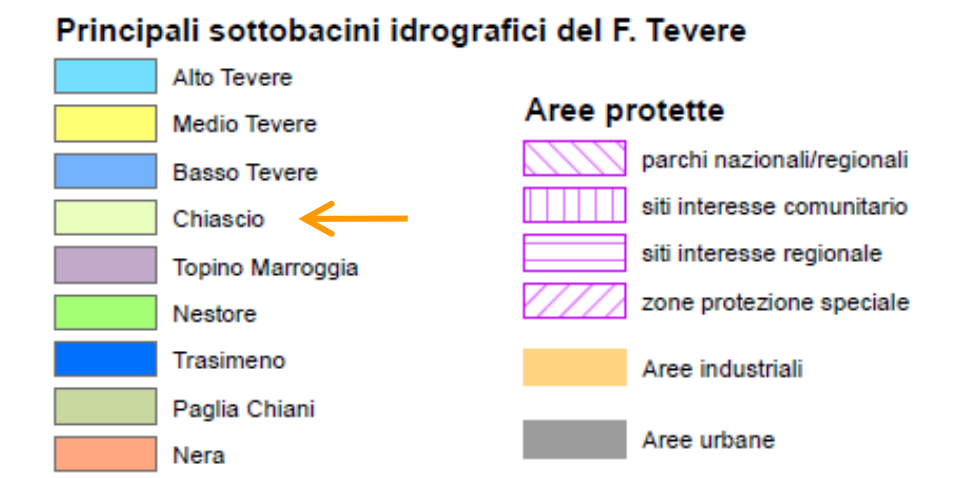 Principali sottobacini idrografici del F. Tevere
Alto Tevere
Medio Tevere
Basso Tevere
Chiascio
Topino Marroggia
Nestore
Trasimeno
Paglia Chiani
Nera
Aree protette
parchi nazionali/regionali
siti interesse comunitario
siti interesse regionale
zone protezione speciale
Aree industriali
Aree urbane